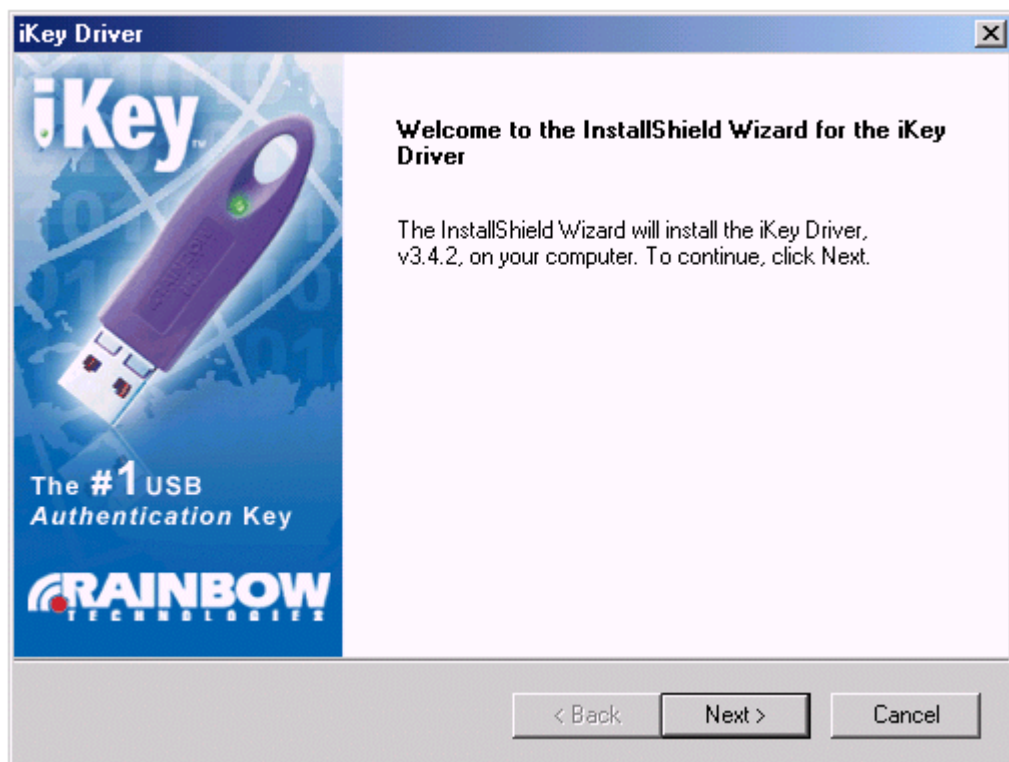 iKey Driver
iKey™
Welcome to the InstallShield Wizard for the iKey
Driver
The InstallShield Wizard will install the iKey Driver,
v3.4.2, on your computer. To continue, click Next.
RAINBOW
The #1 USB
Authentication Key
RAINBOW
TECHNOLOGIES
< Back
Next >
Cancel